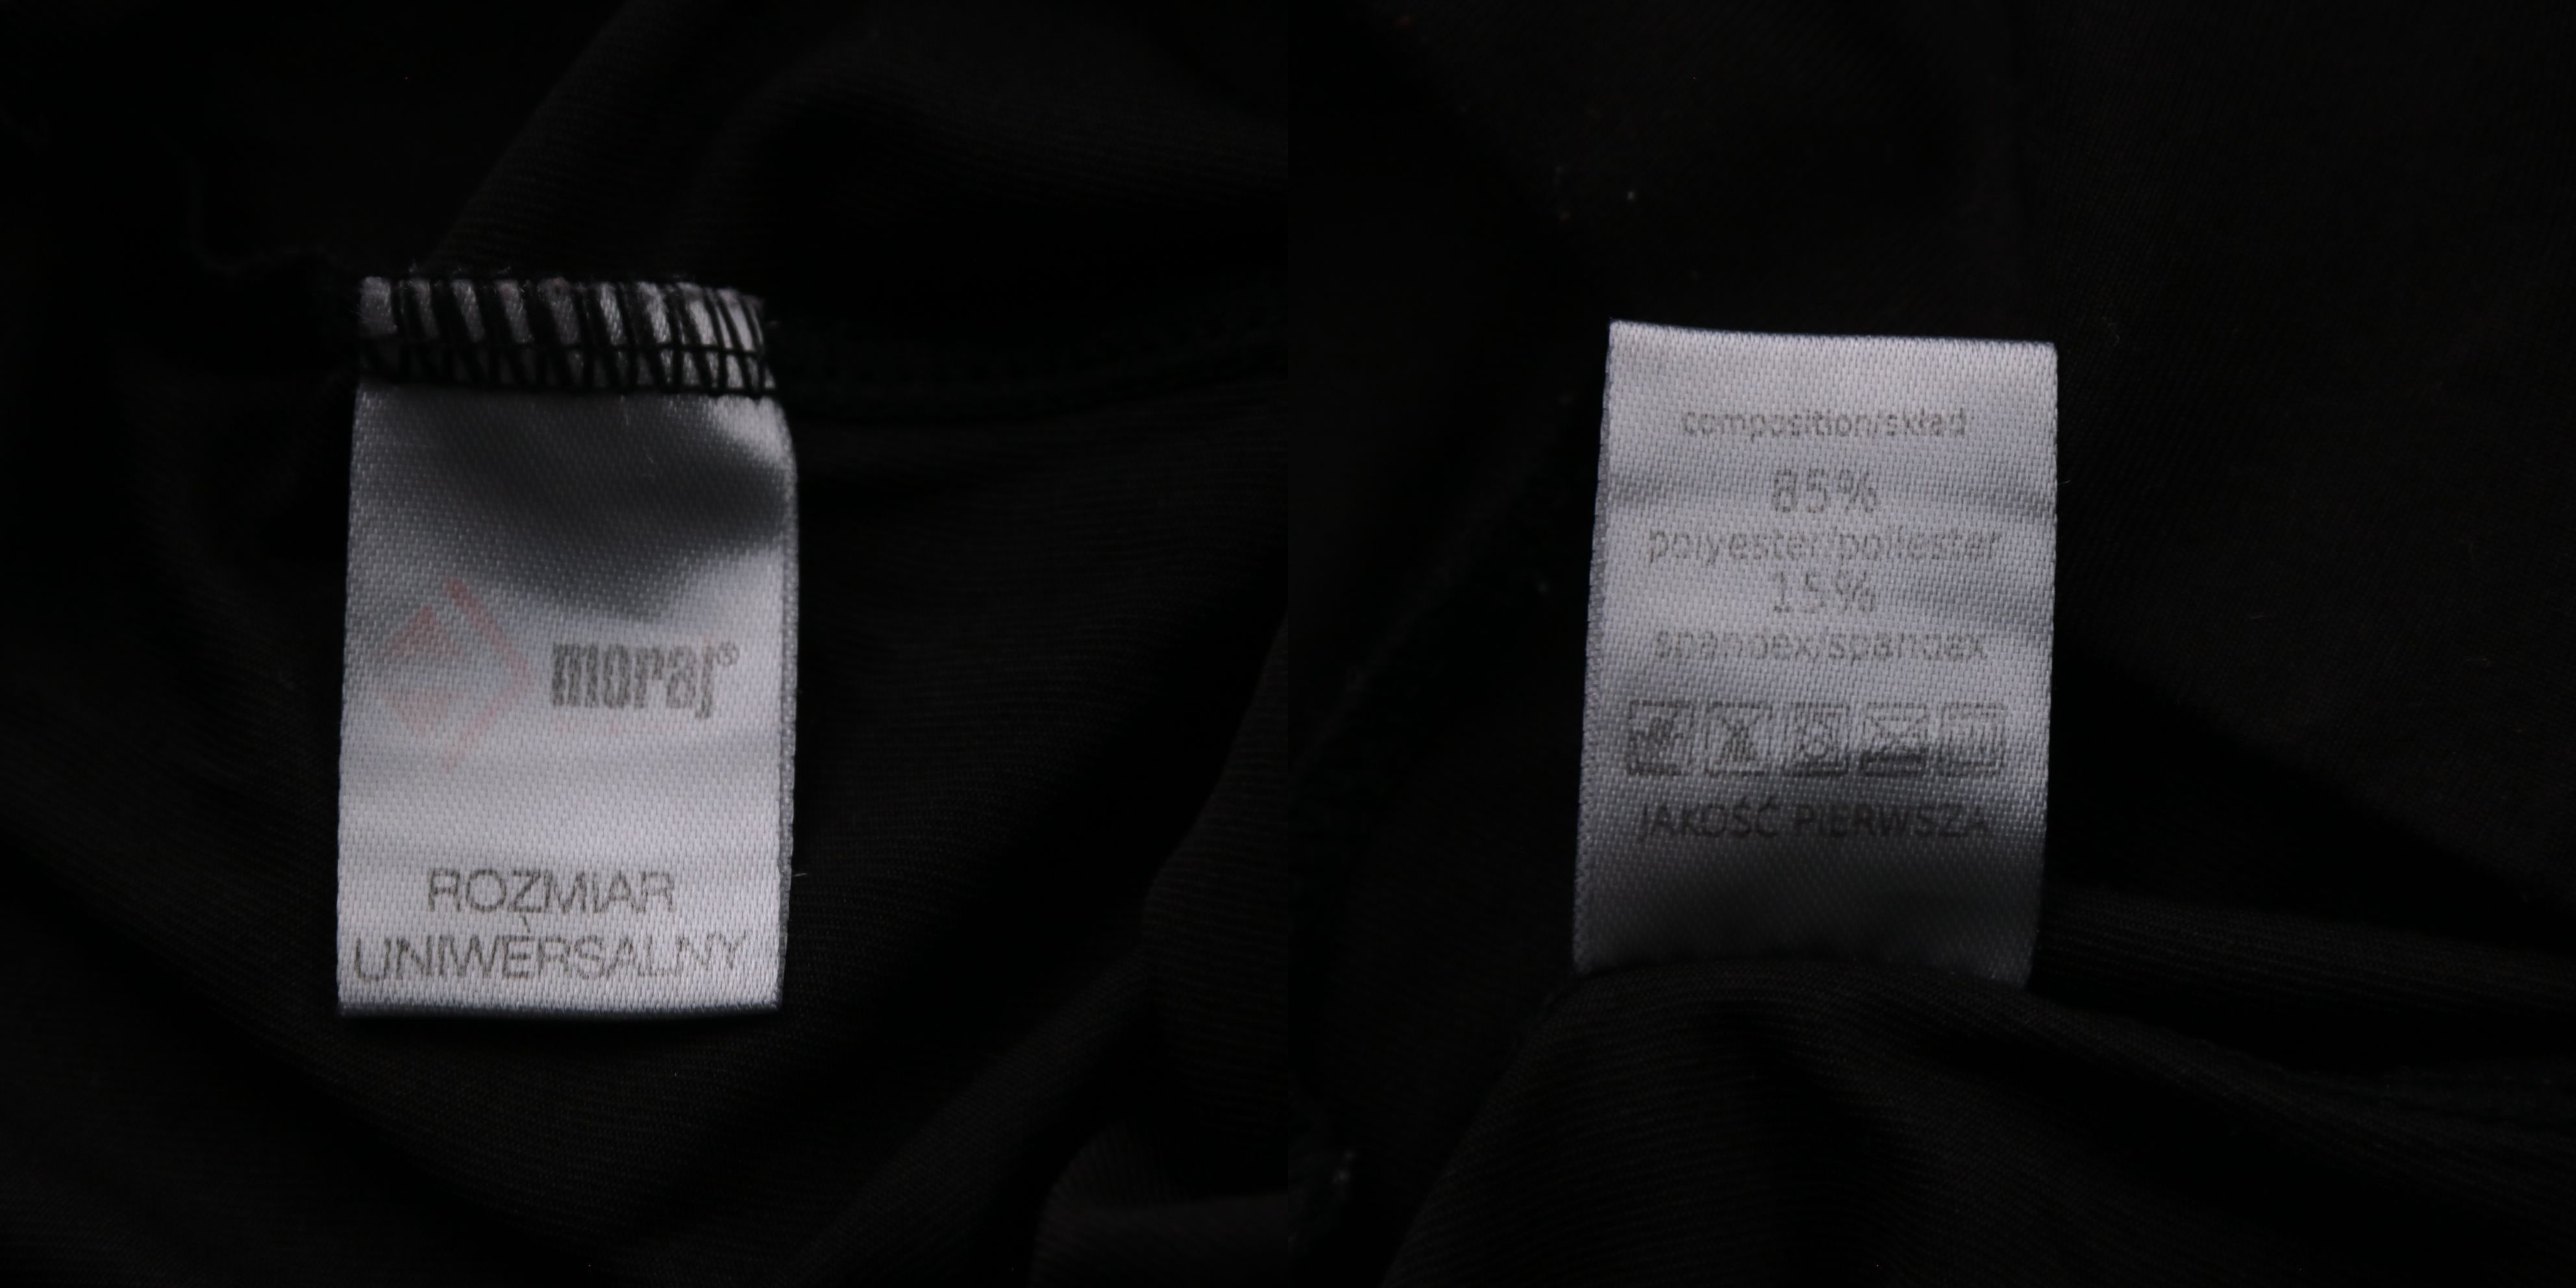 moraj®
ROZMIAR
UNIWERSALNY
composition/skład
85%
polyester/poliester
15%
spandex/spandex
JAKOŚĆ PIERWSZA